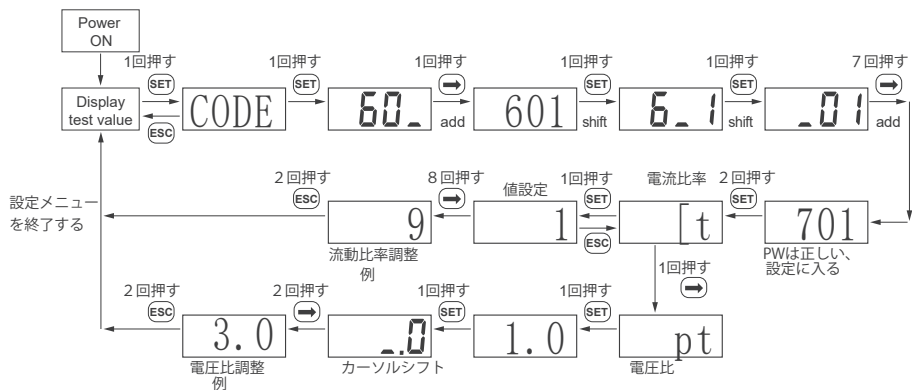 Power
ON
1回押す
SET
1回押す
SET
1回押す
➡
1回押す
SET
1回押す
SET
7回押す
➡
Display
test value
ESC
CODE
60_
add
601
shift
6_1
shift
_01
add
設定メニュー
を終了する
2回押す
ESC
8回押す
➡
値設定
1回押す
SET
電流比率
2回押す
SET
9
1
ESC
[t
701
流動比率調整
例
PWは正しい、
設定に入る
1回押す
➡
2回押す
ESC
2回押す
➡
1回押す
SET
1回押す
SET
3.0
_.0
1.0
pt
電圧比調整
例
カーソルシフト
電圧比